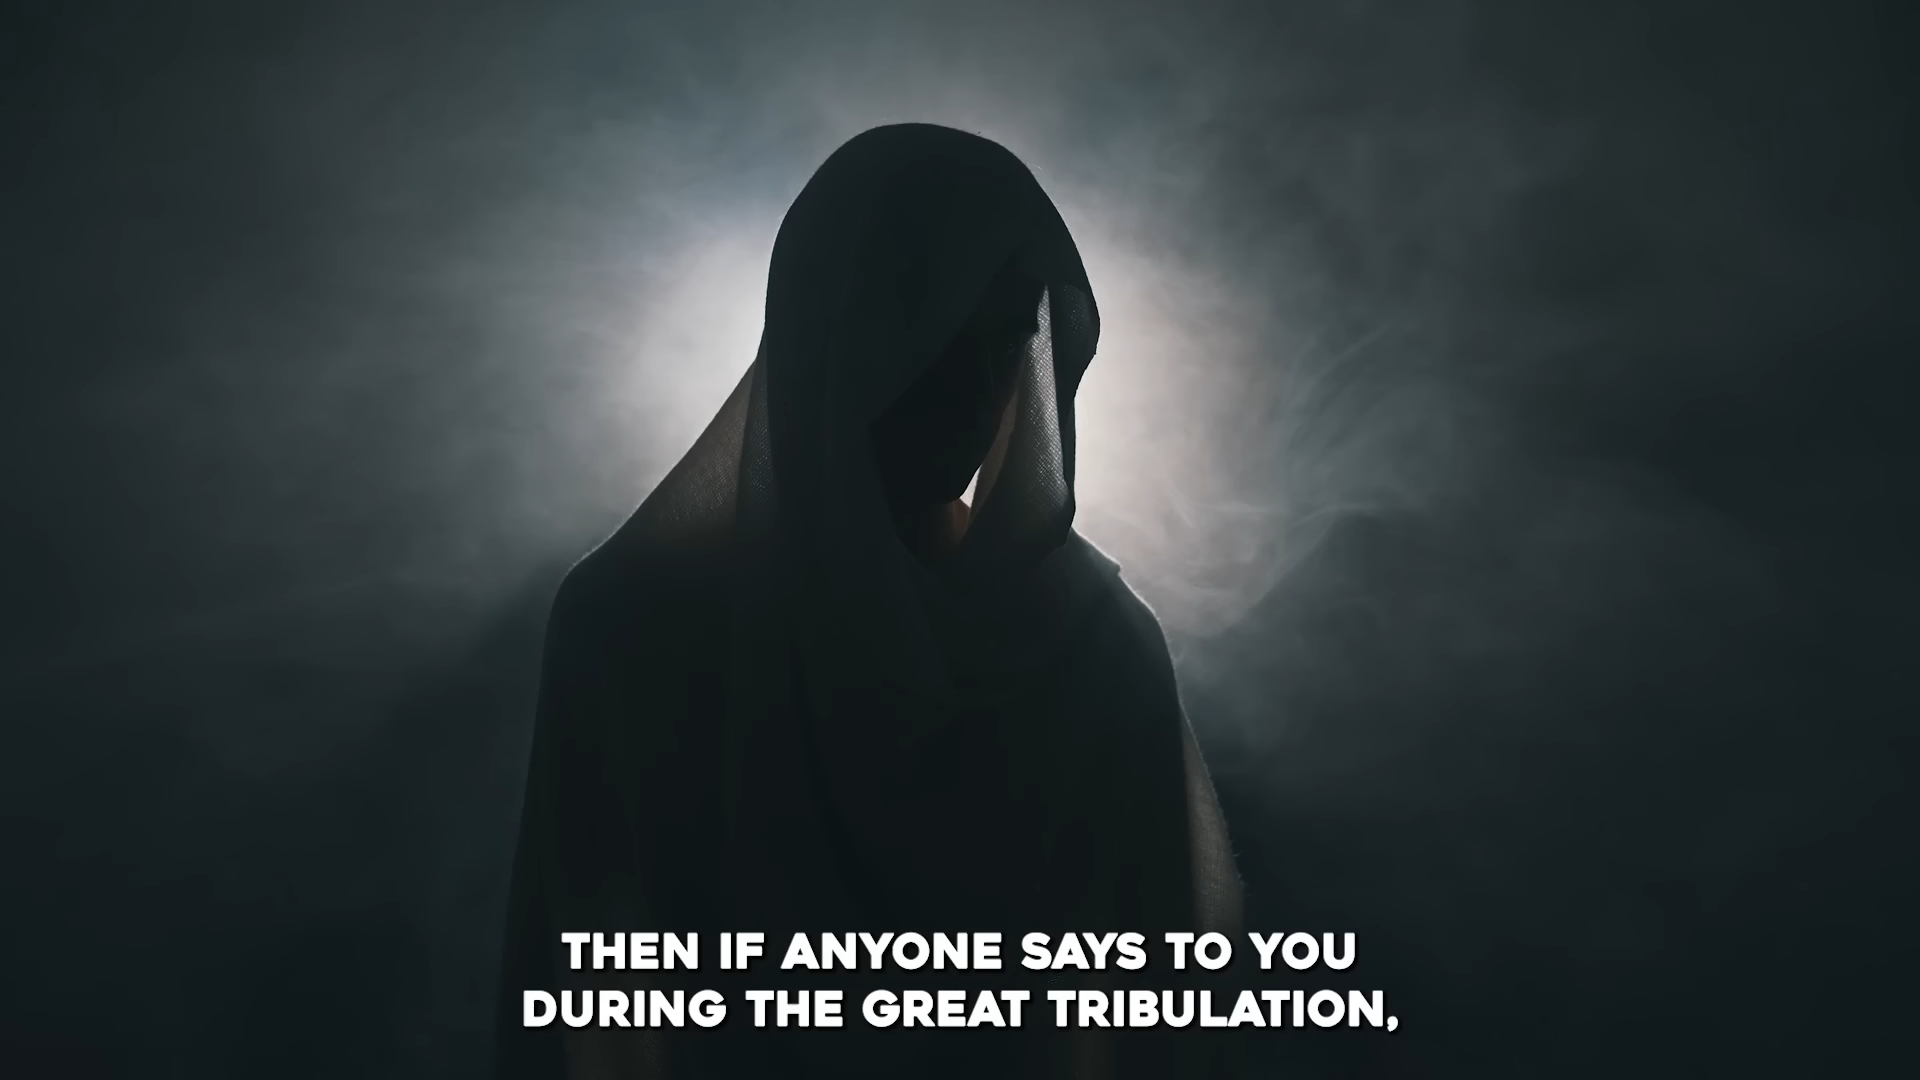 THEN IF ANYONE SAYS TO YOU
DURING THE GREAT TRIBULATION,